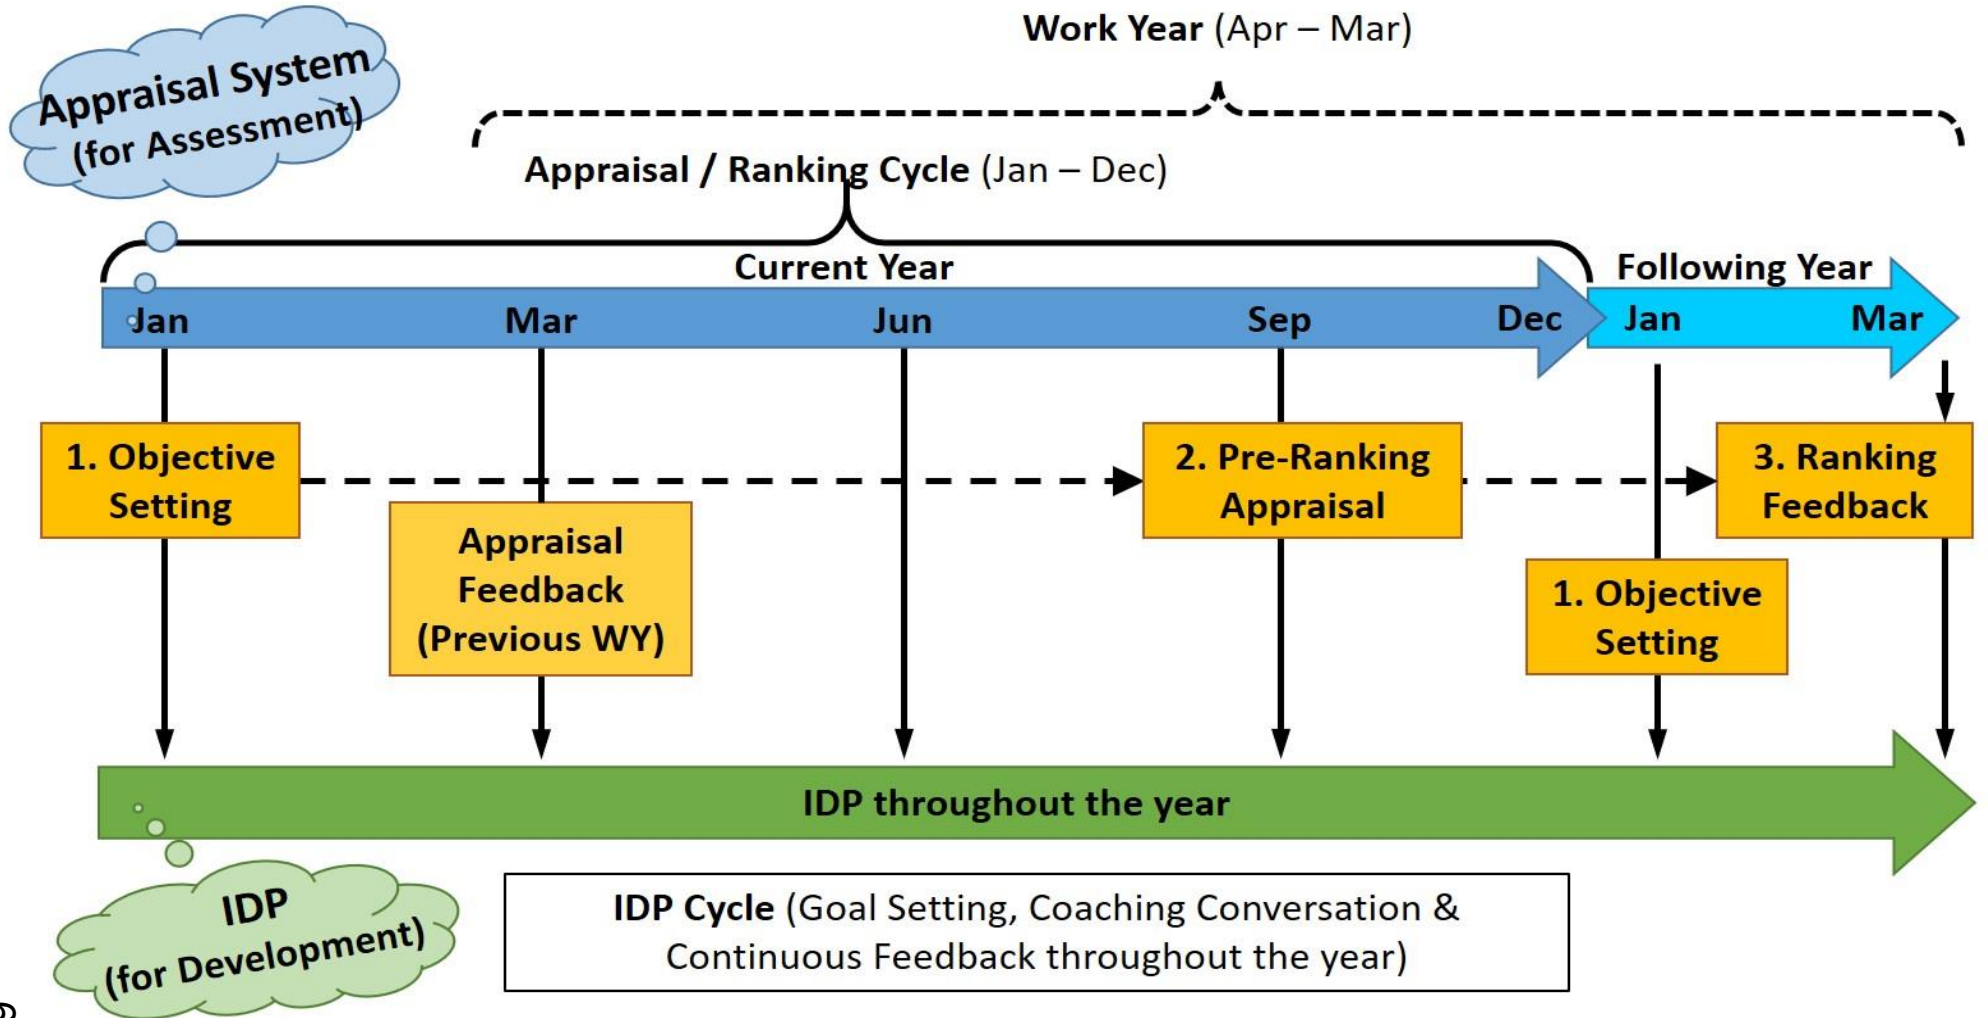 Work Year (Apr – Mar)
Appraisal System
(for Assessment)
Appraisal / Ranking Cycle (Jan – Dec)
Current Year
Following Year
Jan
Mar
Jun
Sep
Dec
Jan
Mar
1. Objective
Setting
2. Pre-Ranking
Appraisal
3. Ranking
Feedback
Appraisal
Feedback
(Previous WY)
1. Objective
Setting
IDP throughout the year
IDP
(for Development)
IDP Cycle (Goal Setting, Coaching Conversation &
Continuous Feedback throughout the year)